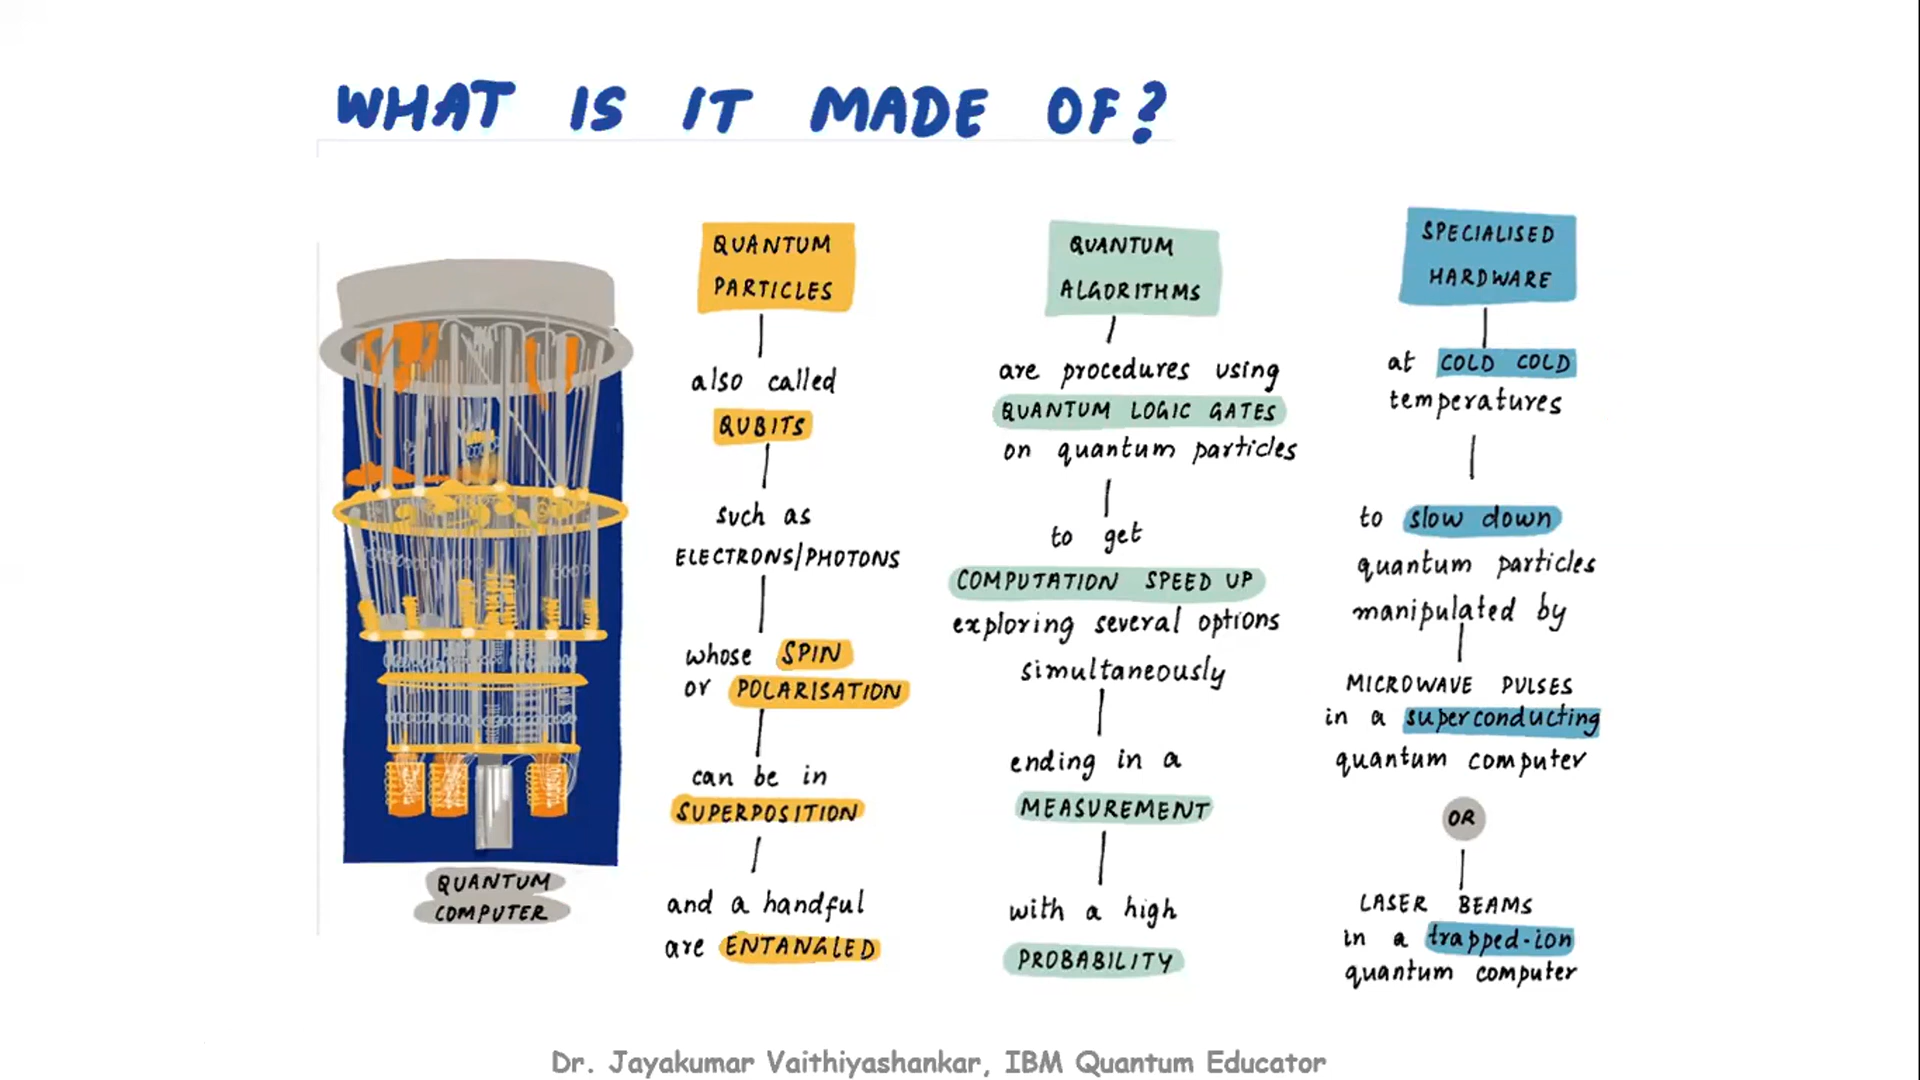 WHAT IS IT MADE OF?
QUANTUM
COMPUTER
QUANTUM
PARTICLES
also called
QUBITS
such as
ELECTRONS/PHOTONS
whose SPIN
or POLARISATION
can be in
SUPERPOSITION
and a handful
are ENTANGLED
QUANTUM
ALGORITHMS
are procedures using
QUANTUM LOGIC GATES
on quantum particles
to get
COMPUTATION SPEED UP
exploring several options
simultaneously
ending in a
MEASUREMENT
with a high
PROBABILITY
SPECIALISED
HARDWARE
at COLD COLD
temperatures
to slow down
quantum particles
manipulated by
MICROWAVE PULSES
in a superconducting
quantum computer
OR
LASER BEAMS
in a trapped-ion
quantum computer
Dr. Jayakumar Vaithiyashankar, IBM Quantum Educator